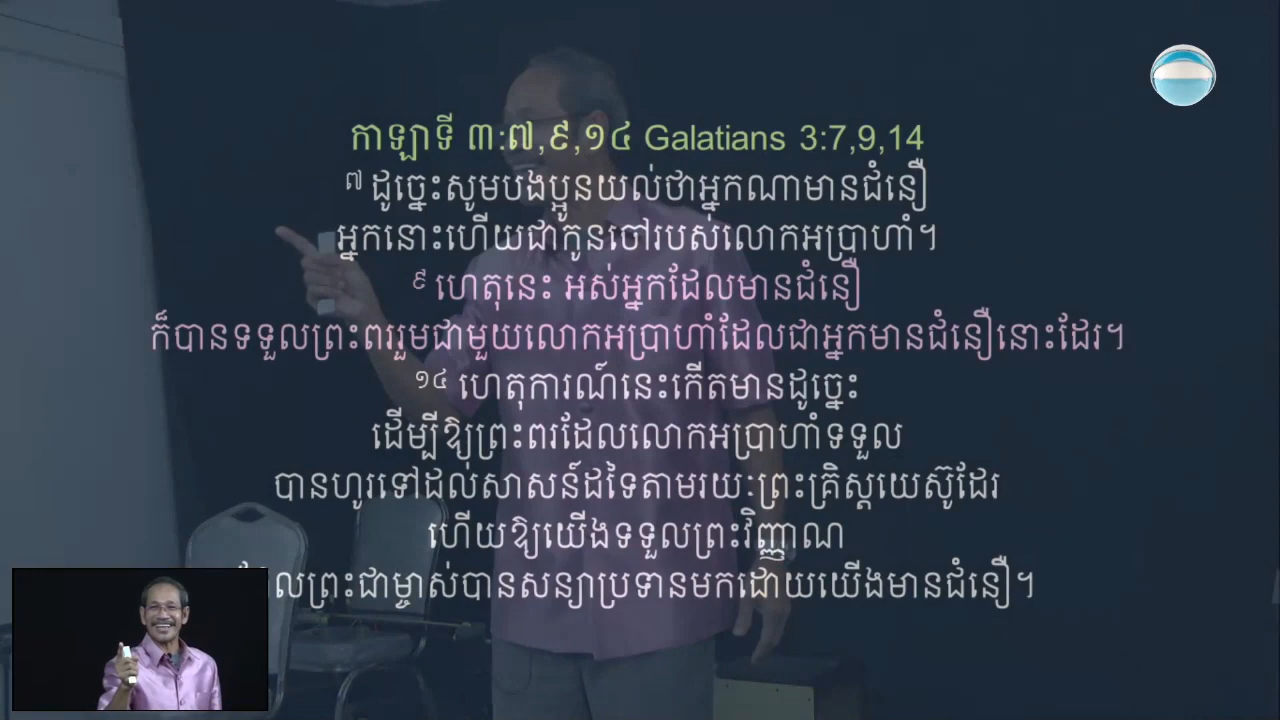 កាឡាទី ៣:៧,៩,១៤ Galatians 3:7,9,14
៧ ដូច្នេះសូមបងប្អូនយល់ថាអ្នកណាមានជំនឿ
អ្នកនោះហើយជាកូនចៅរបស់លោកអប្រាហាំ។
៩ ហេតុនេះ អស់អ្នកដែលមានជំនឿ
ក៏បានទទួលព្រះពររួមជាមួយលោកអប្រាហាំដែលជាអ្នកមានជំនឿនោះដែរ។
១៤ ហេតុការណ៍នេះកើតមានដូច្នេះ
ដើម្បីឱ្យព្រះពរដែលលោកអប្រាហាំទទួល
បានហូរទៅដល់សាសន៍ដទៃតាមរយៈព្រះគ្រិស្តយេស៊ូដែរ
ហើយឱ្យយើងទទួលព្រះវិញ្ញាណ
ដែលព្រះជាម្ចាស់បានសន្យាប្រទានមកដោយយើងមានជំនឿ។